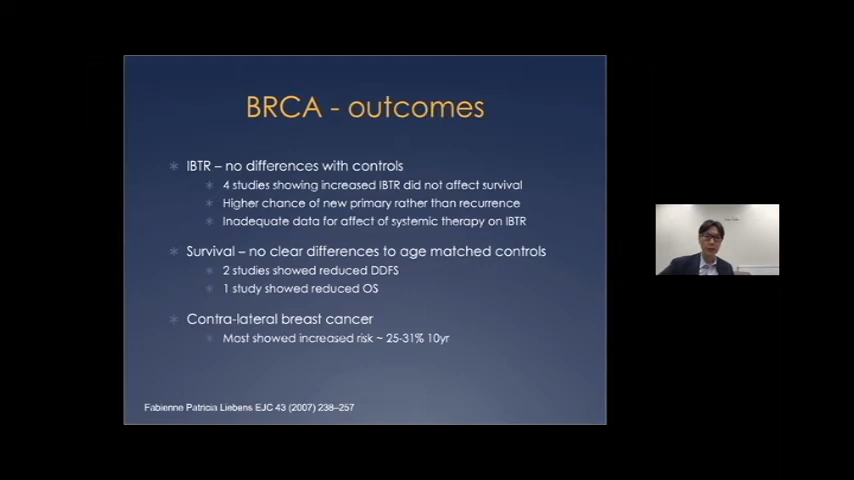 BRCA - outcomes
IBTR – no differences with controls
4 studies showing increased IBTR did not affect survival
Higher chance of new primary rather than recurrence
Inadequate data for affect of systemic therapy on IBTR
Survival – no clear differences to age matched controls
2 studies showed reduced DDFS
1 study showed reduced OS
Contra-lateral breast cancer
Most showed increased risk ~ 25-31% 10yr
Fabienne Patricia Liebens EJC 43 (2007) 238–257